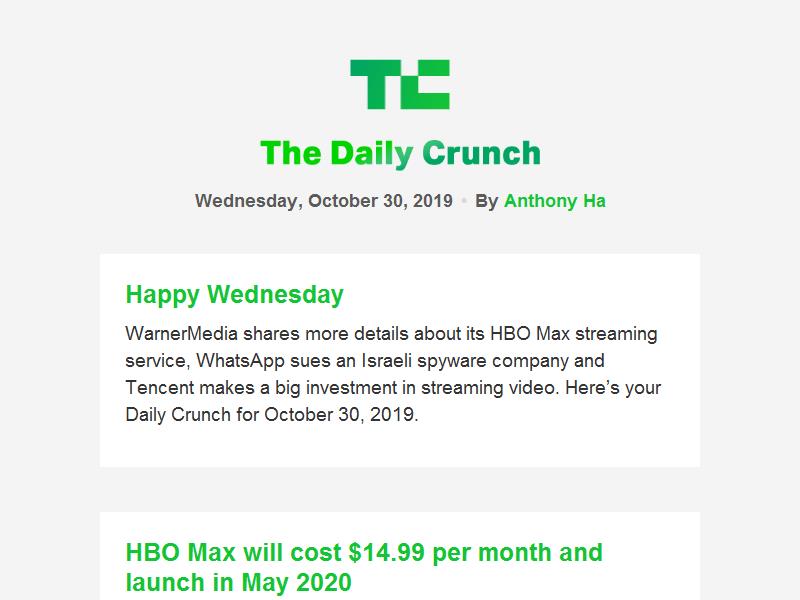 TC
The Daily Crunch
Wednesday, October 30, 2019 • By Anthony Ha
Happy Wednesday
WarnerMedia shares more details about its HBO Max streaming
service, WhatsApp sues an Israeli spyware company and
Tencent makes a big investment in streaming video. Here’s your
Daily Crunch for October 30, 2019.
HBO Max will cost $14.99 per month and
launch in May 2020